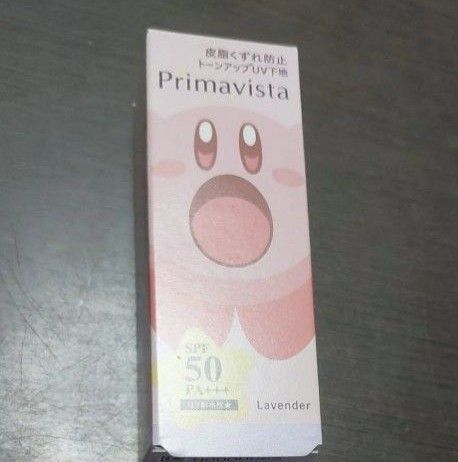 皮脂くずれ防止
トーンアップUV下地
Primavista
SPF
50
PA+++
Lavender